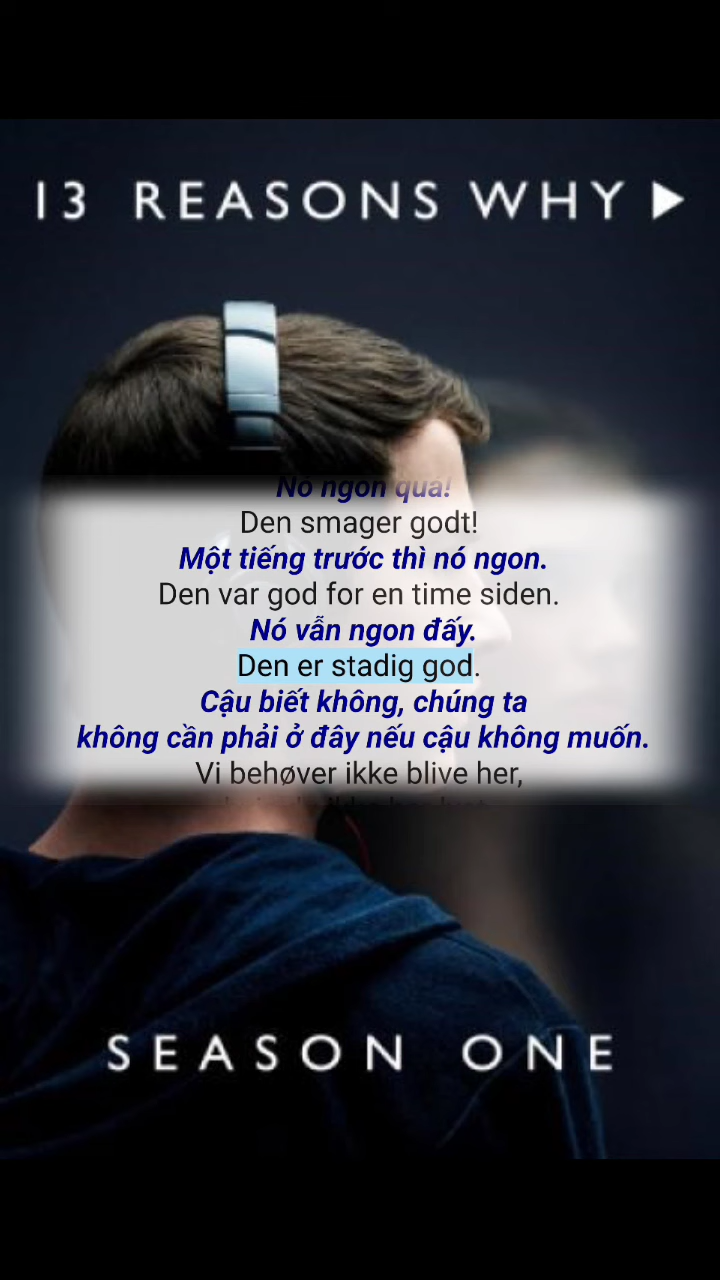 13 REASONS WHY
Nó ngon quá!
Den smager godt!
Một tiếng trước thì nó ngon.
Den var god for en time siden.
Nó vẫn ngon đấy.
Den er stadig god.
Cậu biết không, chúng ta
không cần phải ở đây nếu cậu không muốn.
Vi behøver ikke blive her,
SEASON ONE